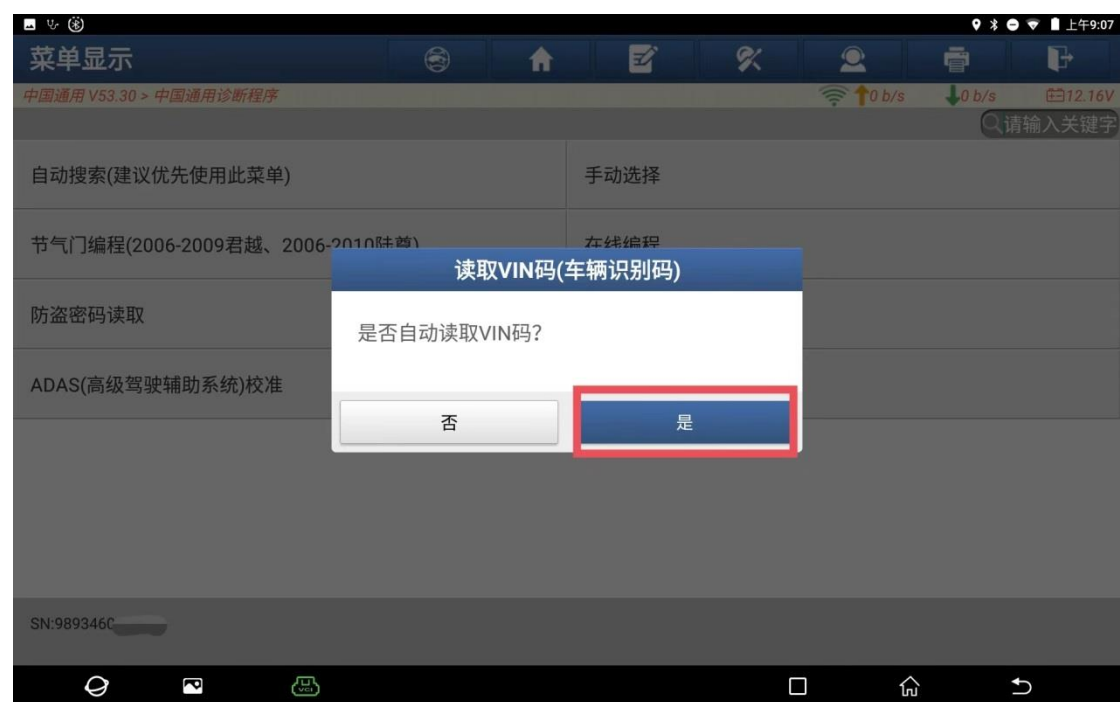 上午9:07
菜单显示
中国通用 V53.30 > 中国通用诊断程序
0 b/s
0 b/s
12.16V
请输入关键字
自动搜索(建议优先使用此菜单)
手动选择
节气门编程(2006-2009君越、2006-2010陆尊)
在线编程
读取VIN码(车辆识别码)
防盗密码读取
是否自动读取VIN码?
ADAS(高级驾驶辅助系统)校准
否
是
SN:9893460
VCI